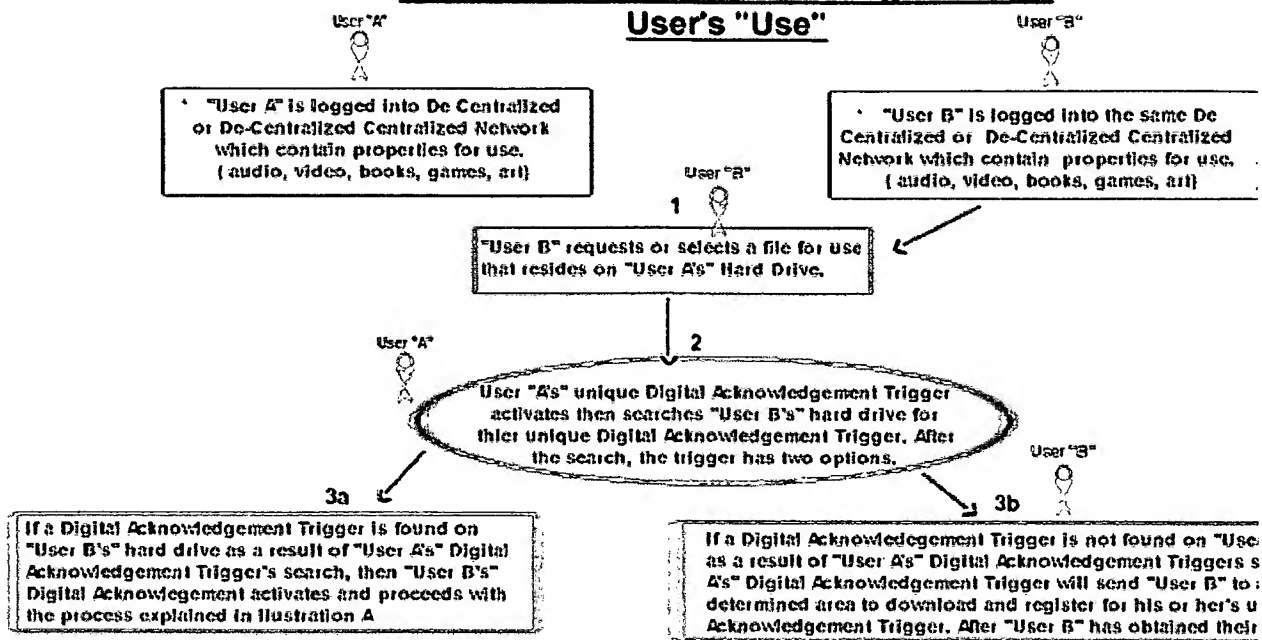 User's "Use"
User "A"
User "B"
• "User A" is logged into De Centralized
or De-Centralized Centralized Network
which contain properties for use.
( audio, video, books, games, art)
• "User B" is logged into the same De
Centralized or De-Centralized Centralized
Network which contain properties for use.
( audio, video, books, games, art)
User "B"
1
"User B" requests or selects a file for use
that resides on "User A's" Hard Drive.
2
User "A"
User "A's" unique Digital Acknowledgement Trigger
activates then searches "User B's" hard drive for
thier unique Digital Acknowledgement Trigger. After
the search, the trigger has two options.
User "B"
3a
3b
If a Digital Acknowledgement Trigger is found on
"User B's" hard drive as a result of "User A's" Digital
Acknowledgement Trigger's search, then "User B's"
Digital Acknowlegement activates and proceeds with
the process explained in Ilustration A
If a Digital Acknowledegement Trigger is not found on "Use
as a result of "User A's" Digital Acknowledgement Triggers s
A's" Digital Acknowledgement Trigger will send "User B" to
determined area to download and register for his or her's u
Acknowledgement Trigger. After "User B" has obtained their